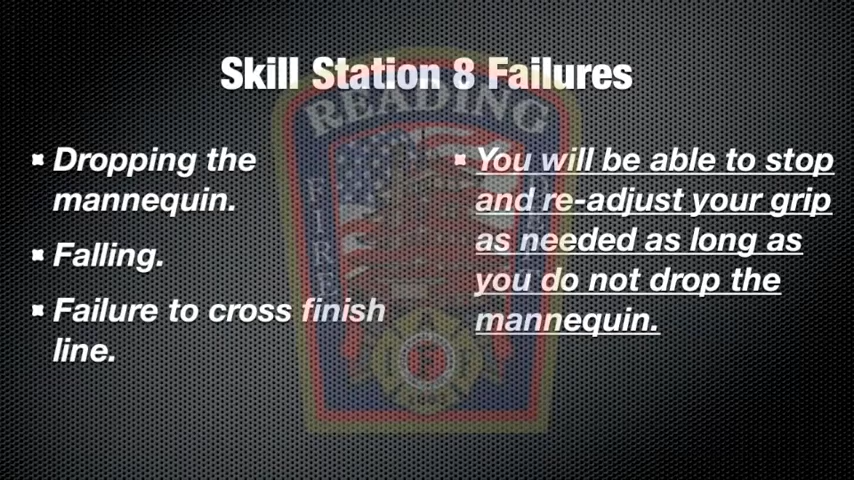 Skill Station 8 Failures
Dropping the
mannequin.
Falling.
Failure to cross finish
line.
You will be able to stop
and re-adjust your grip
as needed as long as
you do not drop the
mannequin.
READING
FIRE